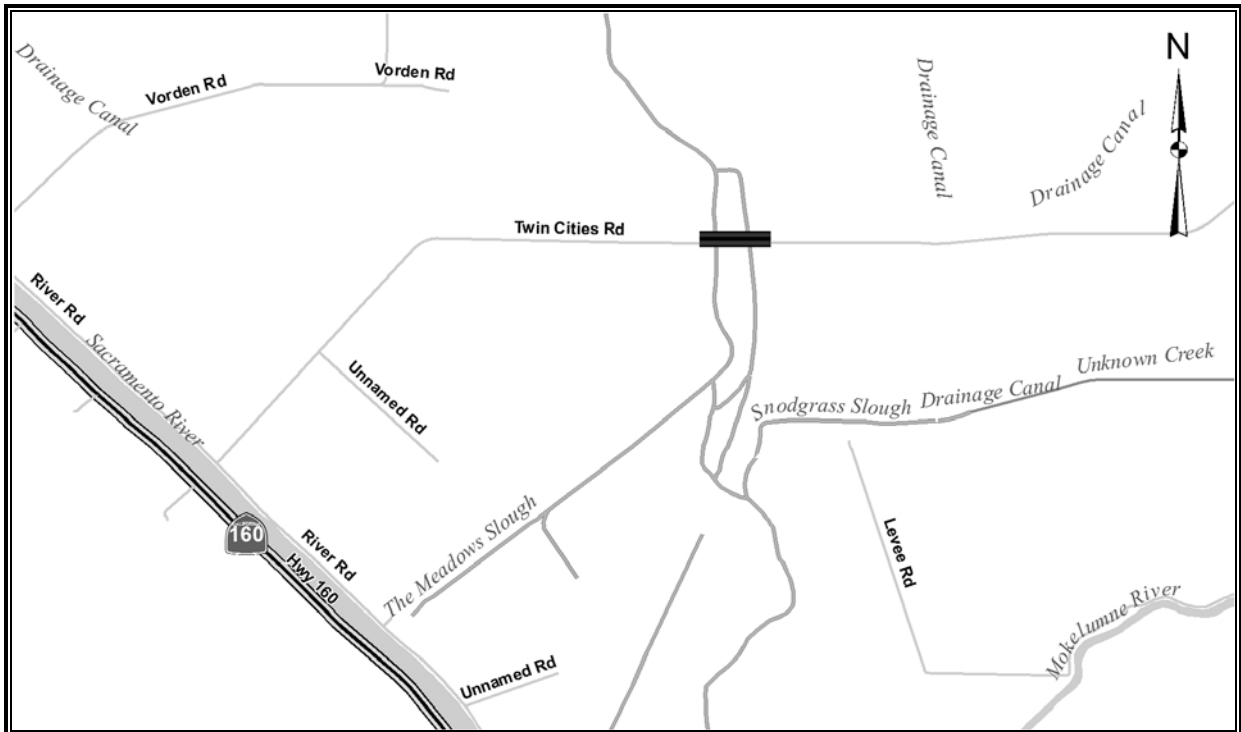 N
Drainage Canal
Vorden Rd
Vorden Rd
Drainage Canal
Drainage Canal
Twin Cities Rd
River Rd
Sacramento River
Unnamed Rd
Unknown Creek
Drainage Canal
Snodgrass Slough
The Meadows Slough
160
River Rd
Hwy 160
Levee Rd
Mokelumne River
Unnamed Rd